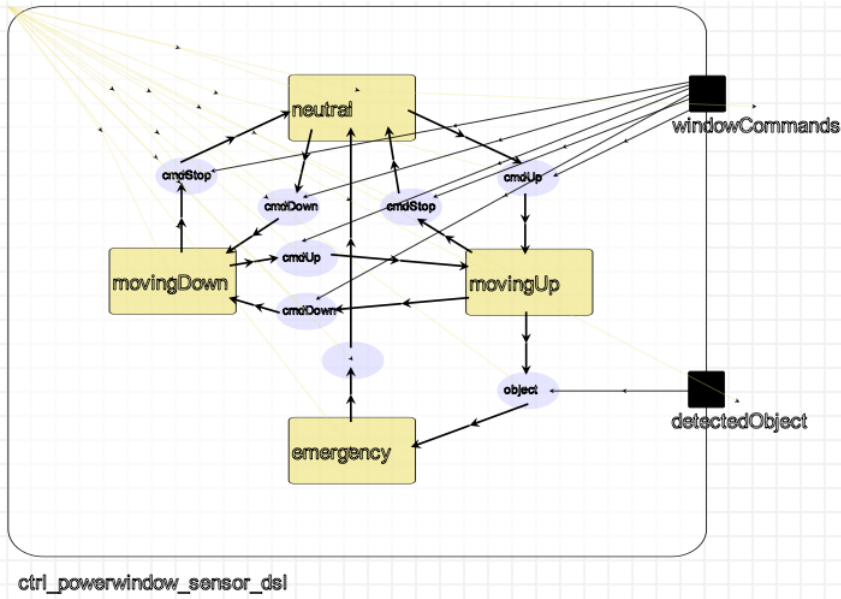 neutral
windowCommands
cmdStop
cmdUp
cmdDown
cmdStop
cmdUp
movingDown
movingUp
cmdDown
object
detectedObject
emergency
ctrl_powerwindow_sensor_dsl